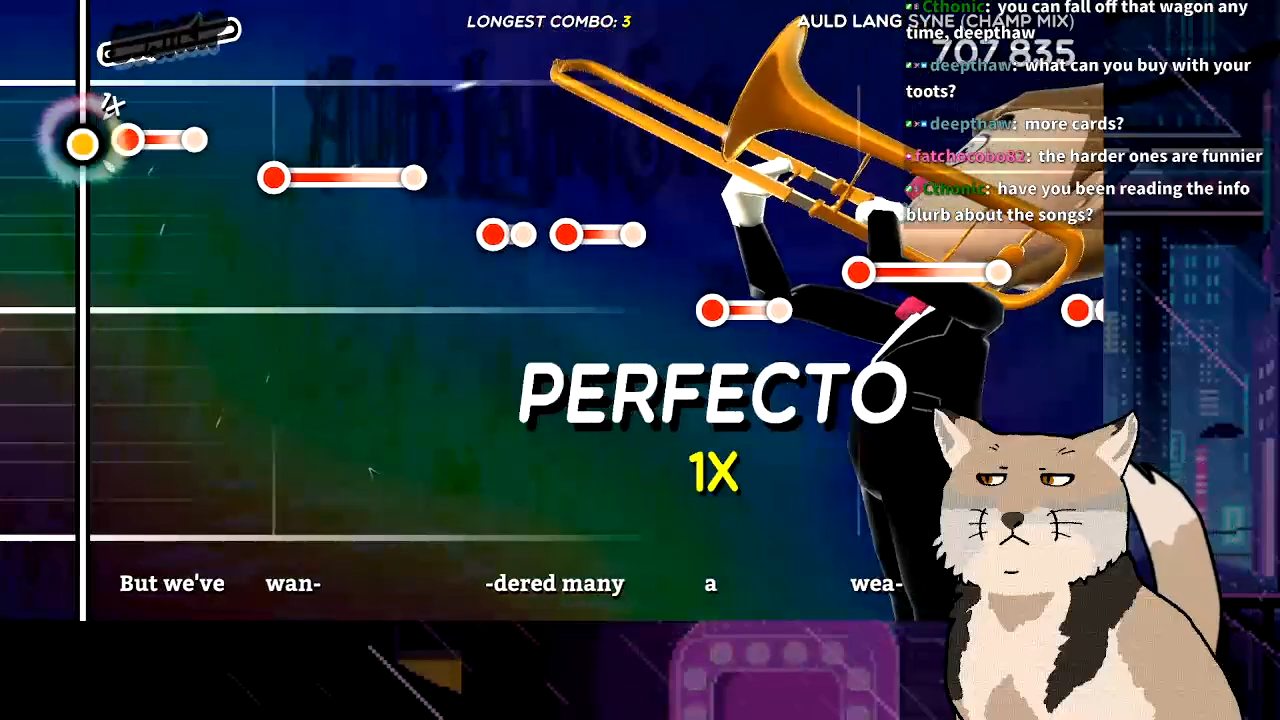 LONGEST COMBO: 3
AULD LANG SYNE (CHAMP MIX)
707,835
Cthonic: you can fall off that wagon any
time, deepthaw
deepthaw: what can you buy with your
toots?
deepthaw: more cards?
fatchocobo82: the harder ones are funnier
Cthonic: have you been reading the info
blurb about the songs?
1X
PERFECTO
1X
But we've wan- -dered many a wea-